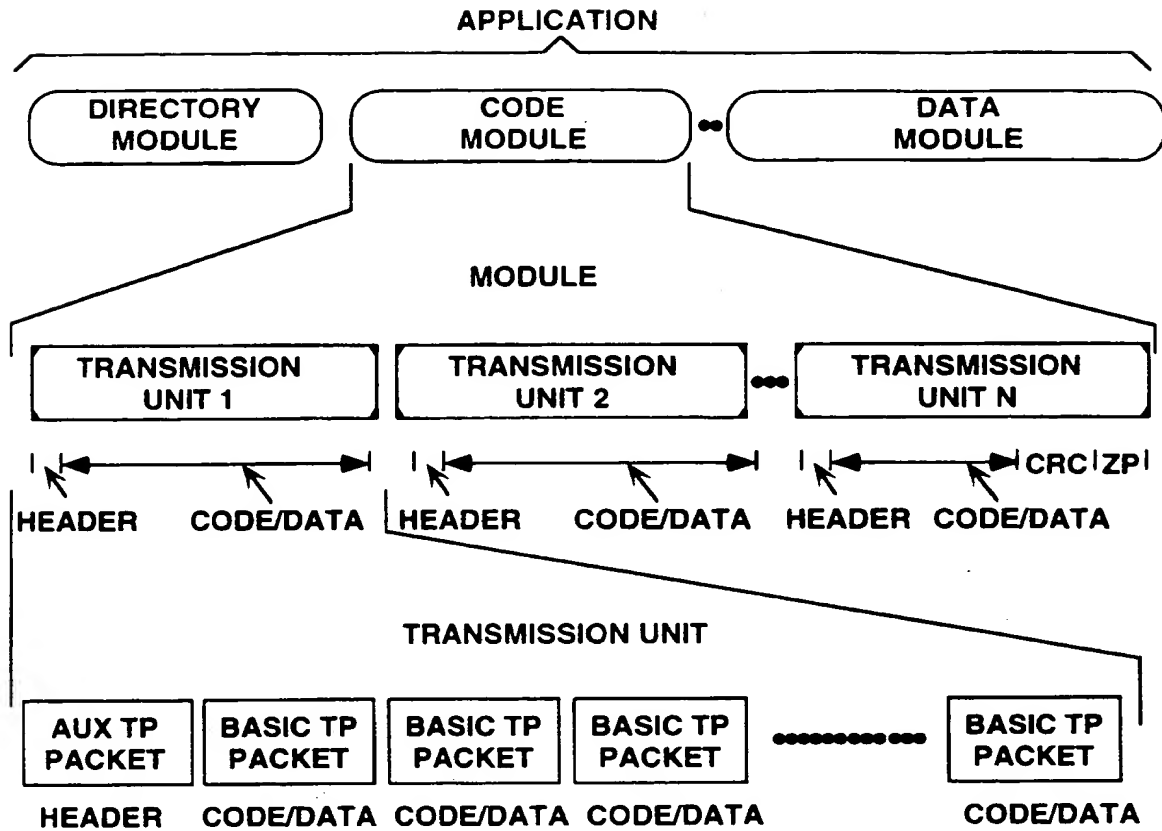 APPLICATION
DIRECTORY MODULE
CODE MODULE
DATA MODULE
MODULE
TRANSMISSION UNIT 1
TRANSMISSION UNIT 2
TRANSMISSION UNIT N
CRC ZP
HEADER CODE/DATA HEADER CODE/DATA HEADER CODE/DATA
TRANSMISSION UNIT
AUX TP PACKET
BASIC TP PACKET
BASIC TP PACKET
BASIC TP PACKET
BASIC TP PACKET
HEADER CODE/DATA CODE/DATA CODE/DATA CODE/DATA